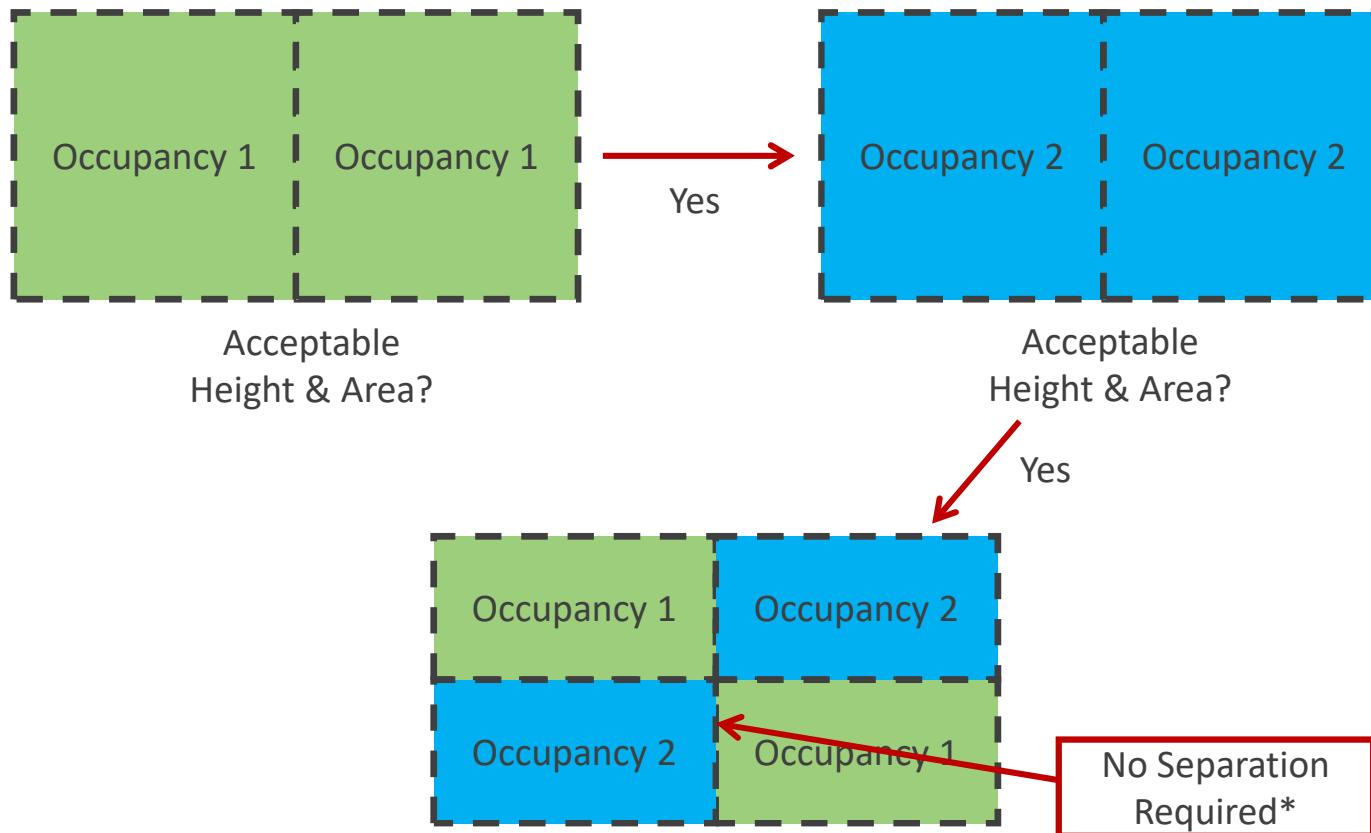 Occupancy 1
Occupancy 1
Yes
Occupancy 2
Occupancy 2
Acceptable
Height & Area?
Acceptable
Height & Area?
Yes
Occupancy 1
Occupancy 2
Occupancy 2
Occupancy 1
No Separation
Required*